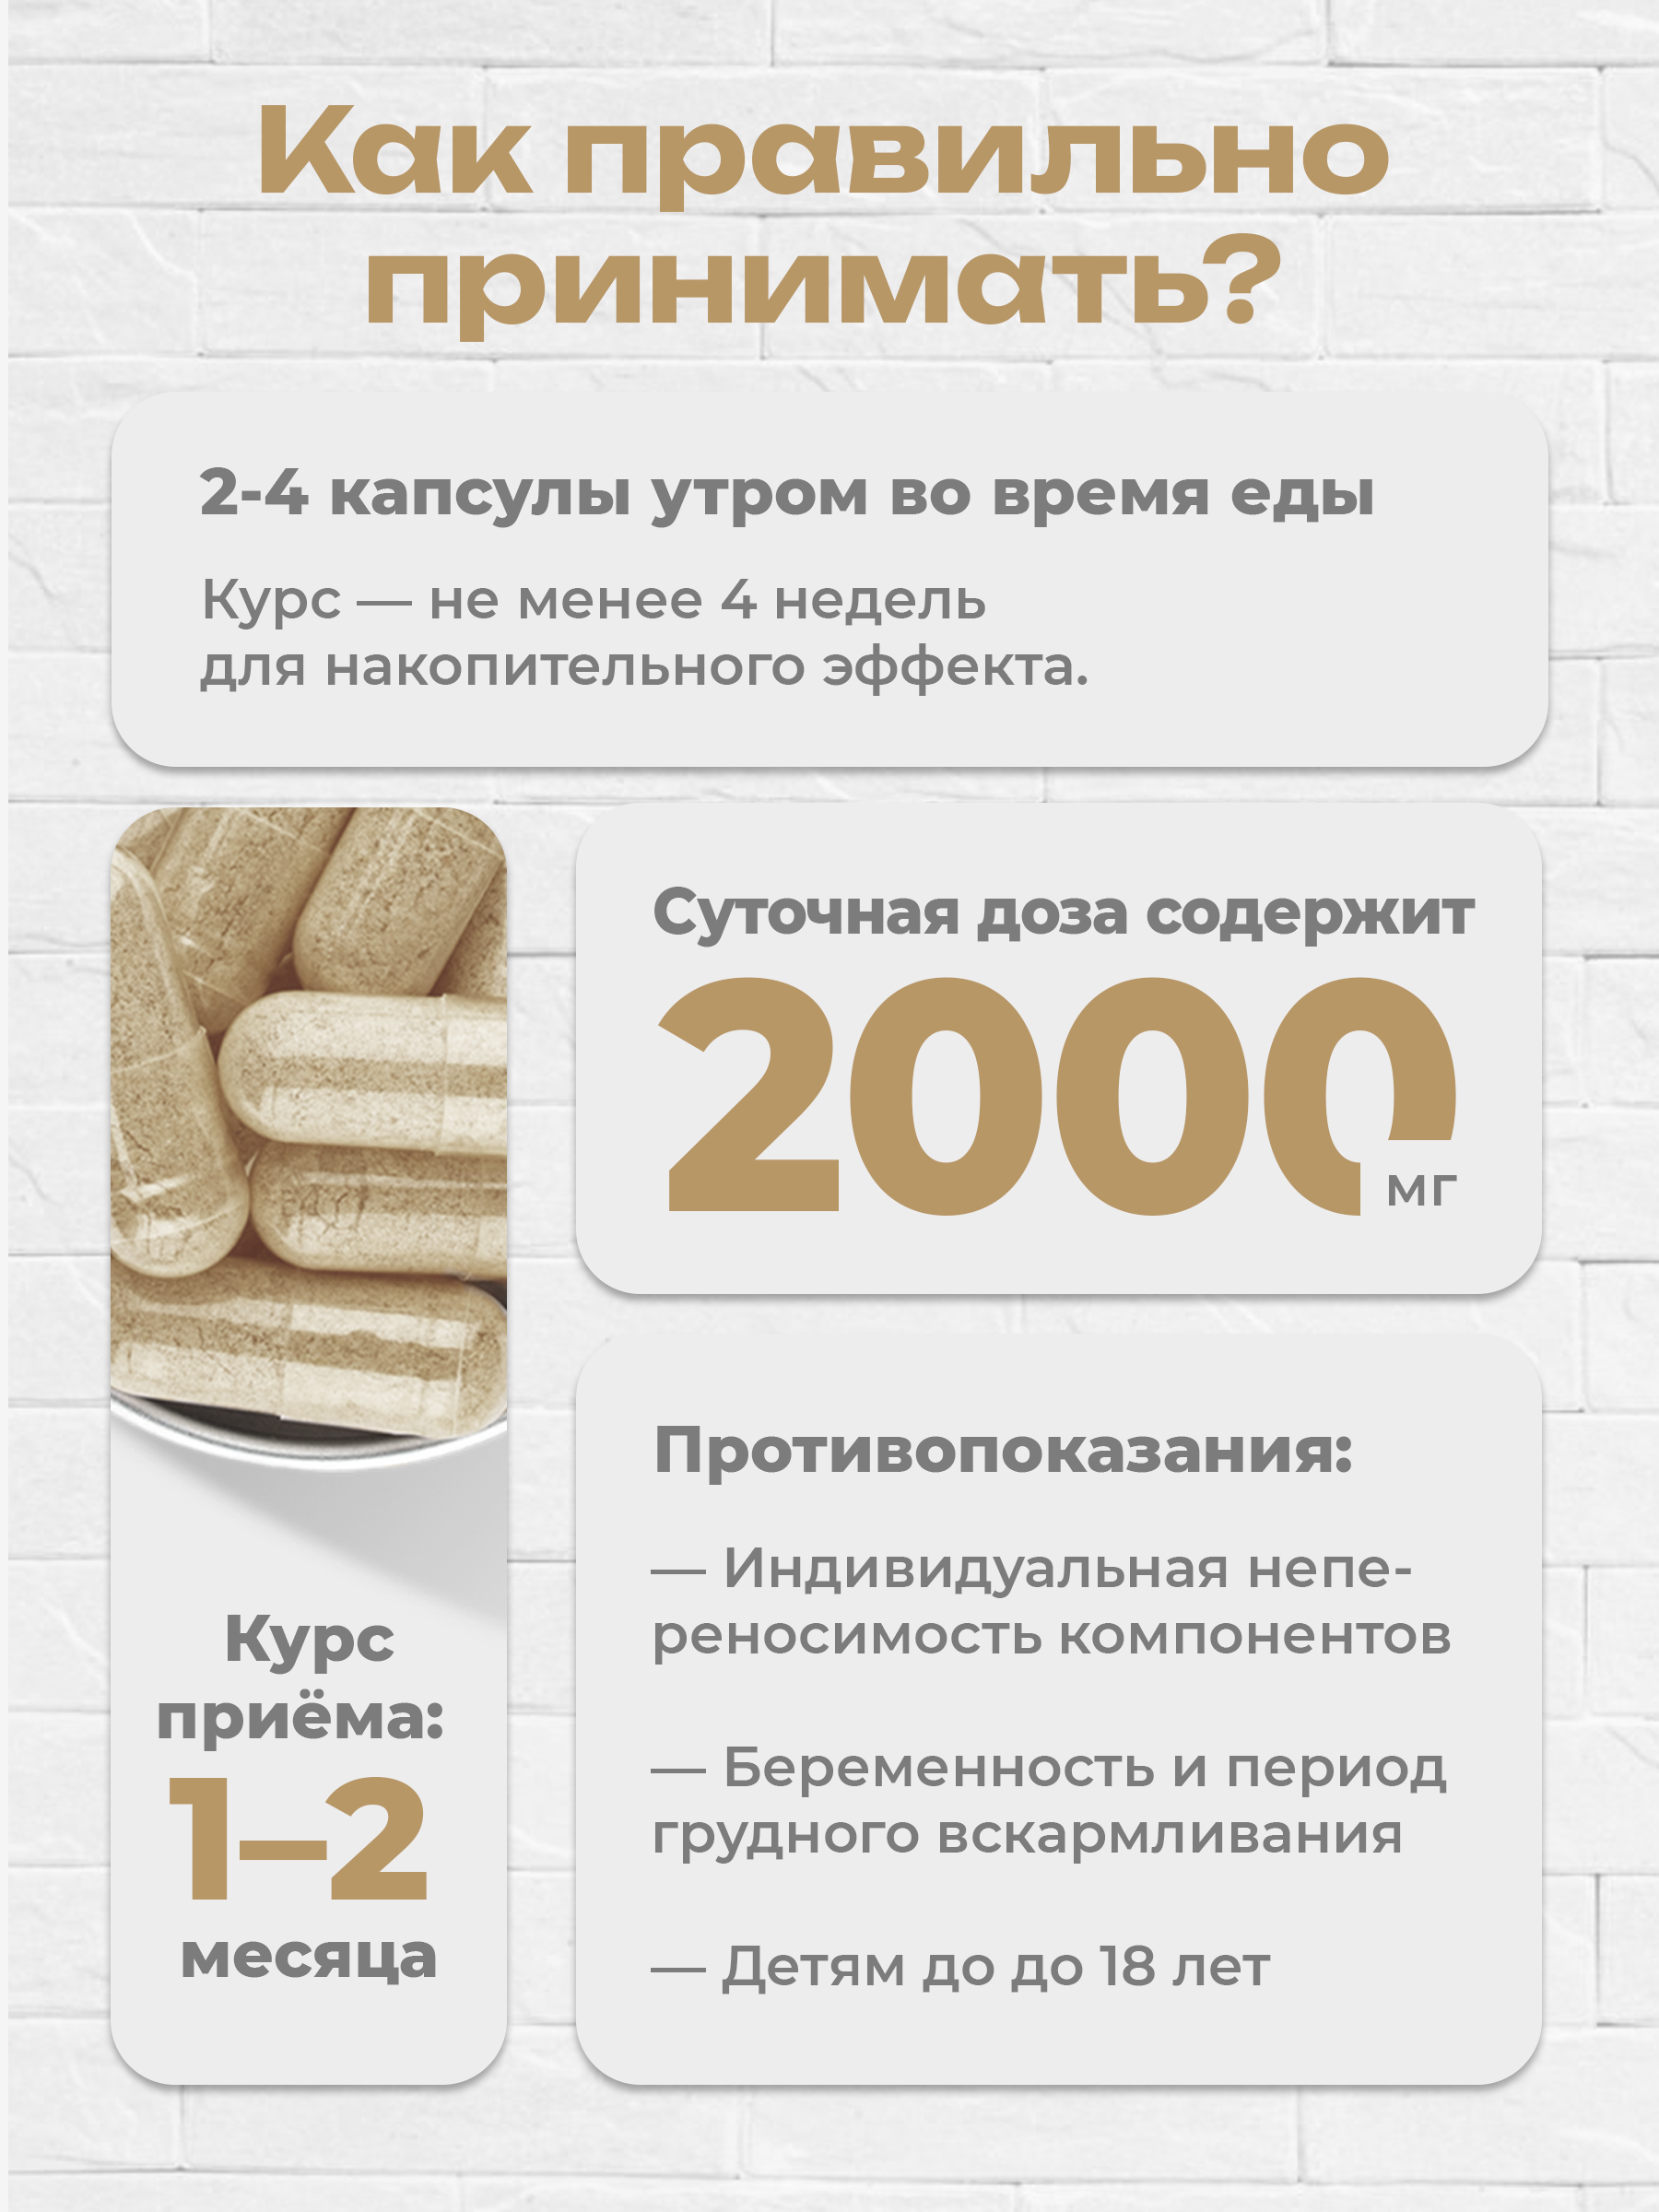 Как правильно
принимать?
2-4 капсулы утром во время еды
Курс — не менее 4 недель
для накопительного эффекта.
Суточная доза содержит
2000
мг
Противопоказания:
— Индивидуальная непе-
реносимость компонентов
— Беременность и период
грудного вскармливания
— Детям до до 18 лет
Курс
приёма:
1–2
месяца